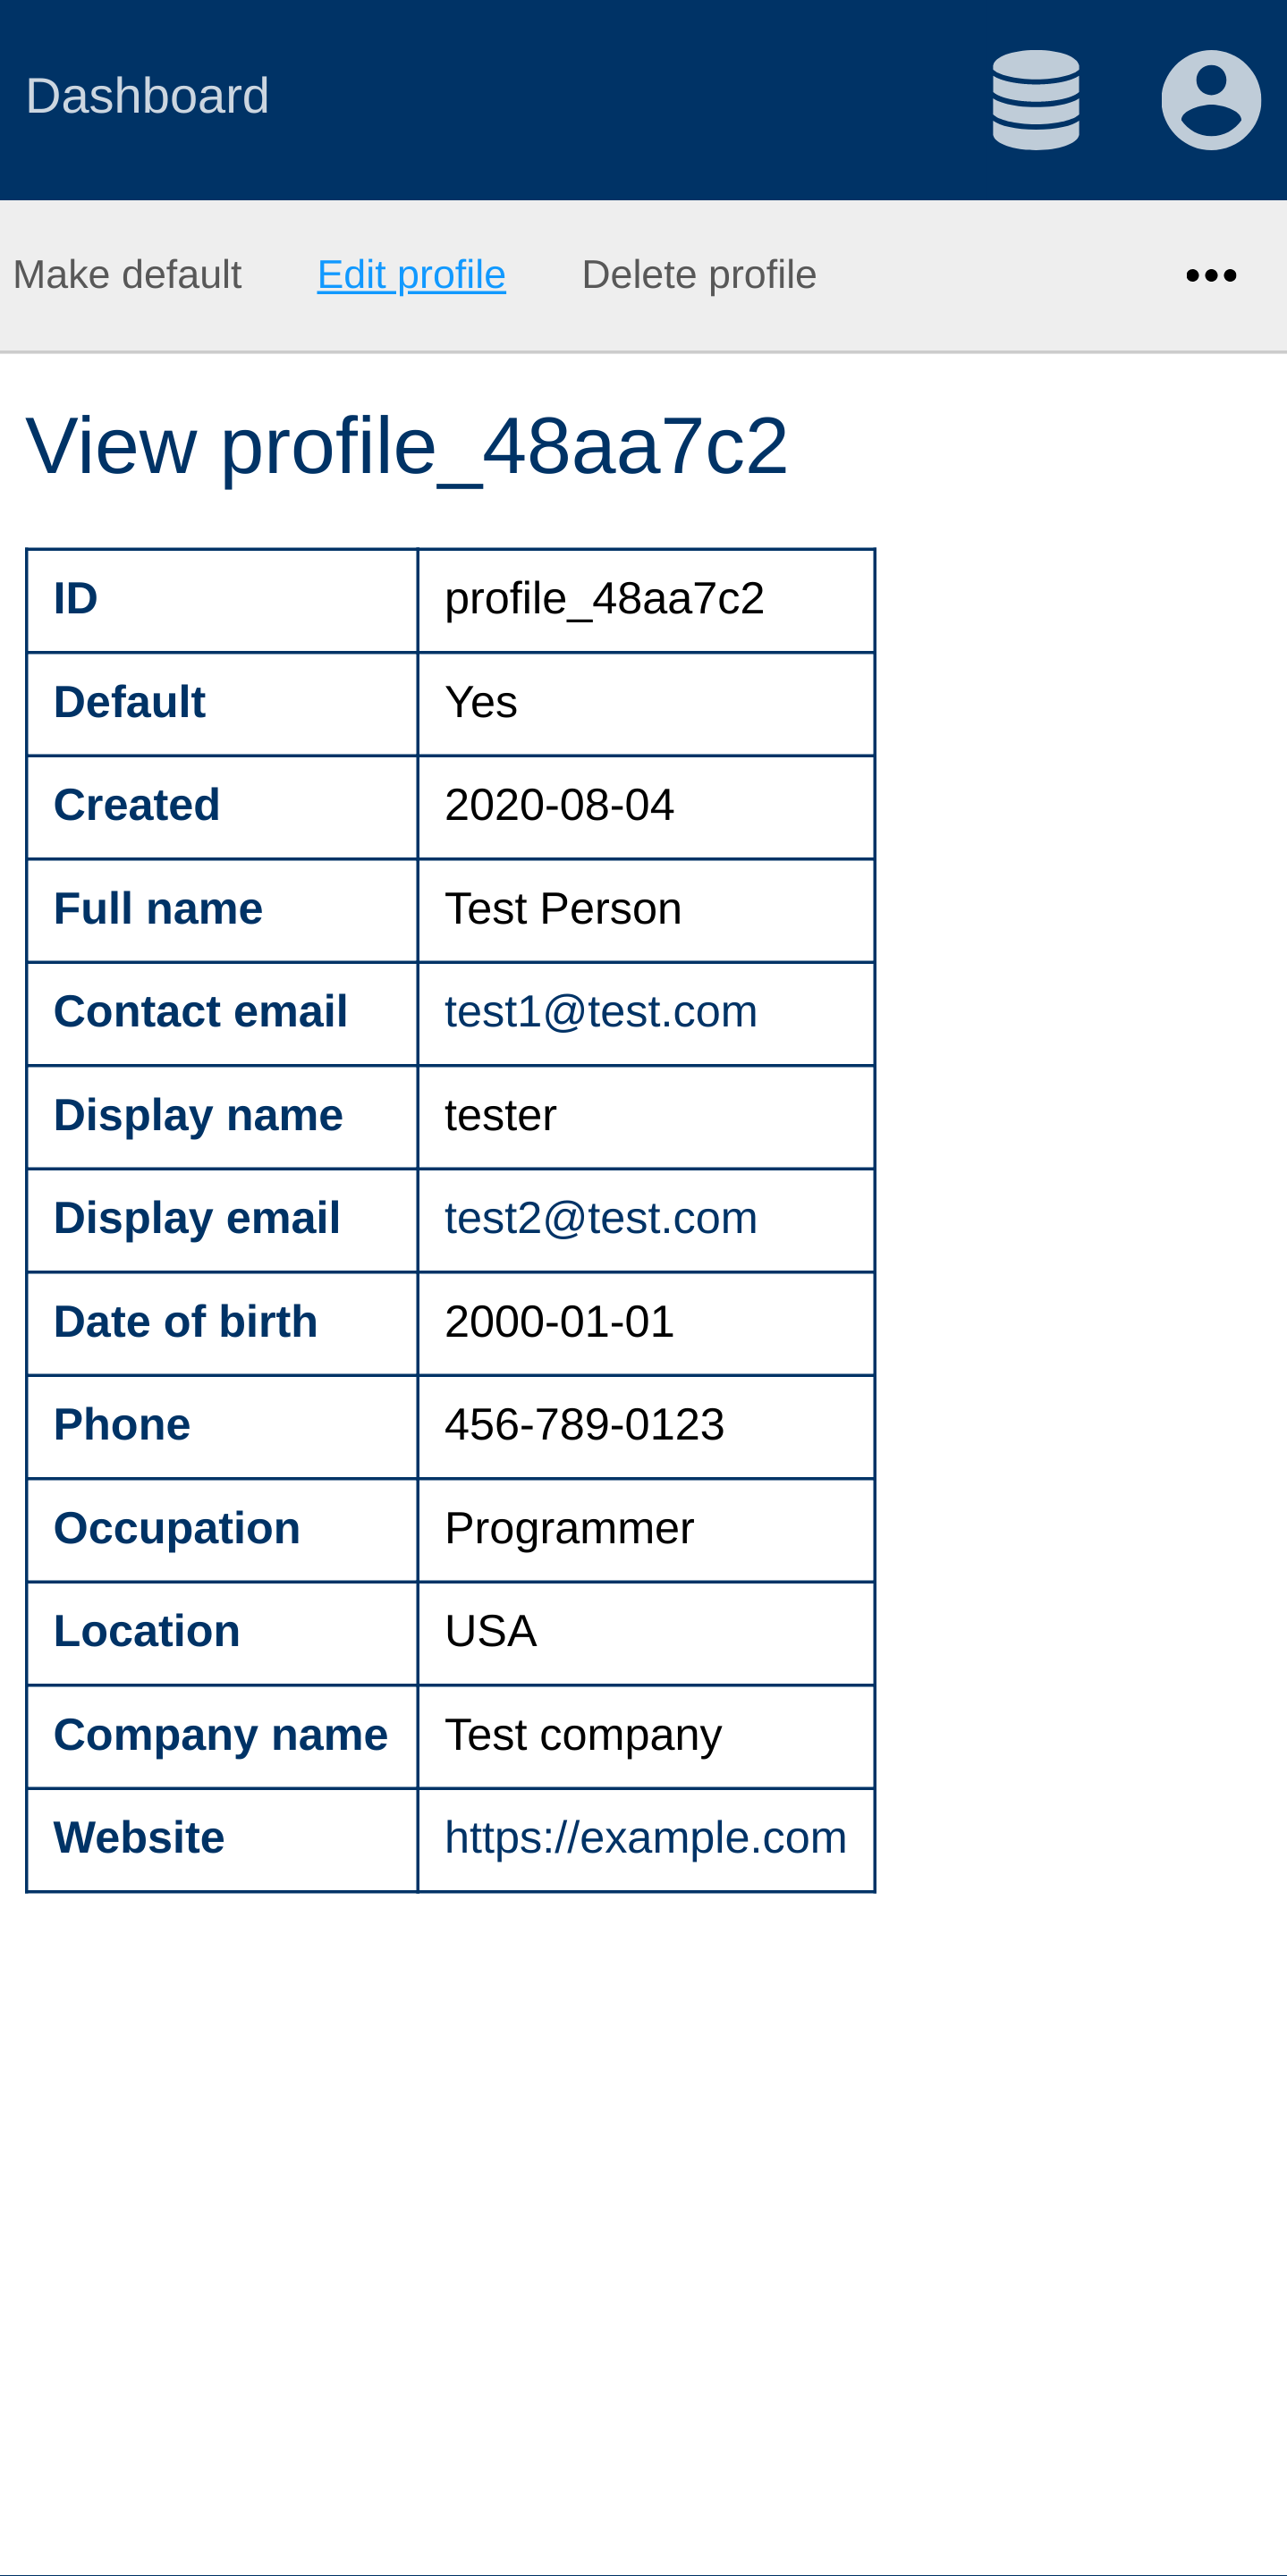 Dashboard
Make default Edit profile Delete profile
View profile_48aa7c2
ID profile_48aa7c2
Default Yes
Created 2020-08-04
Full name Test Person
Contact email test1@test.com
Display name tester
Display email test2@test.com
Date of birth 2000-01-01
Phone 456-789-0123
Occupation Programmer
Location USA
Company name Test company
Website https://example.com